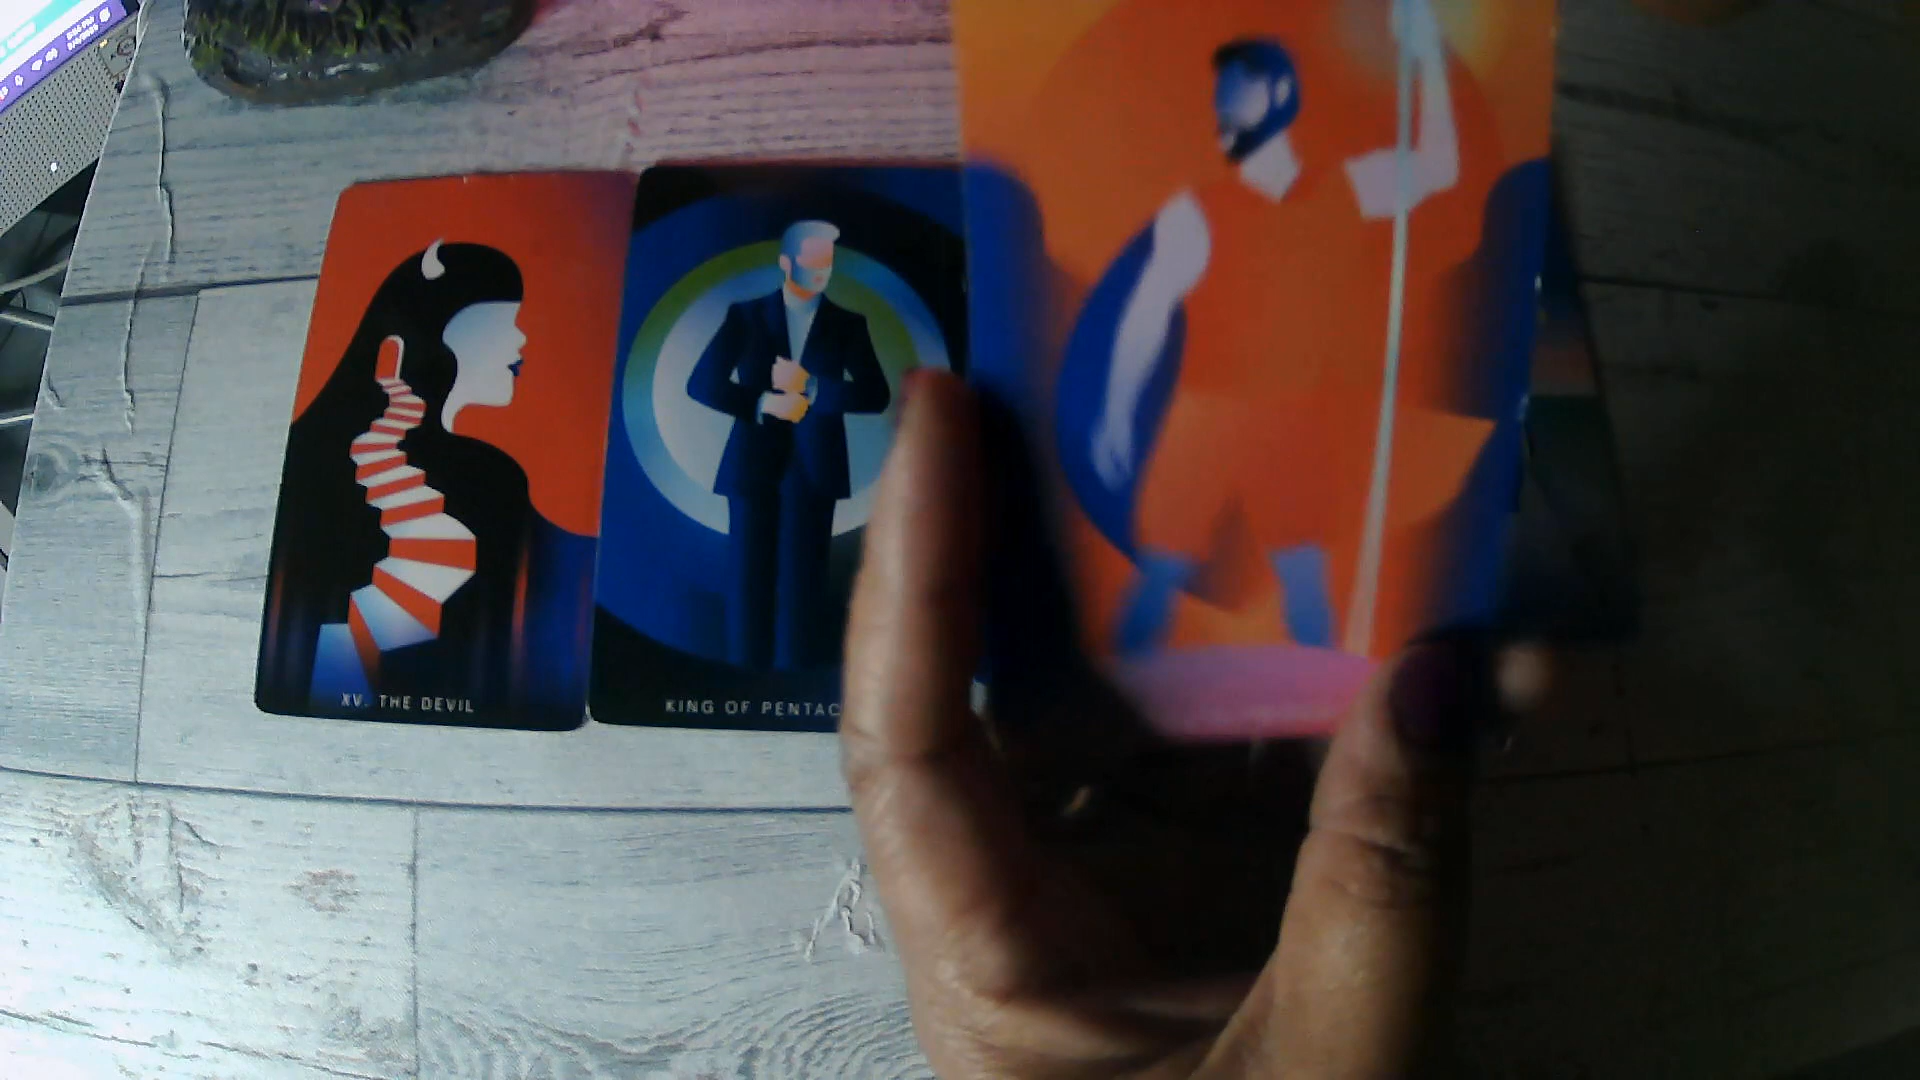 XV. THE DEVIL
KING OF PENTAC